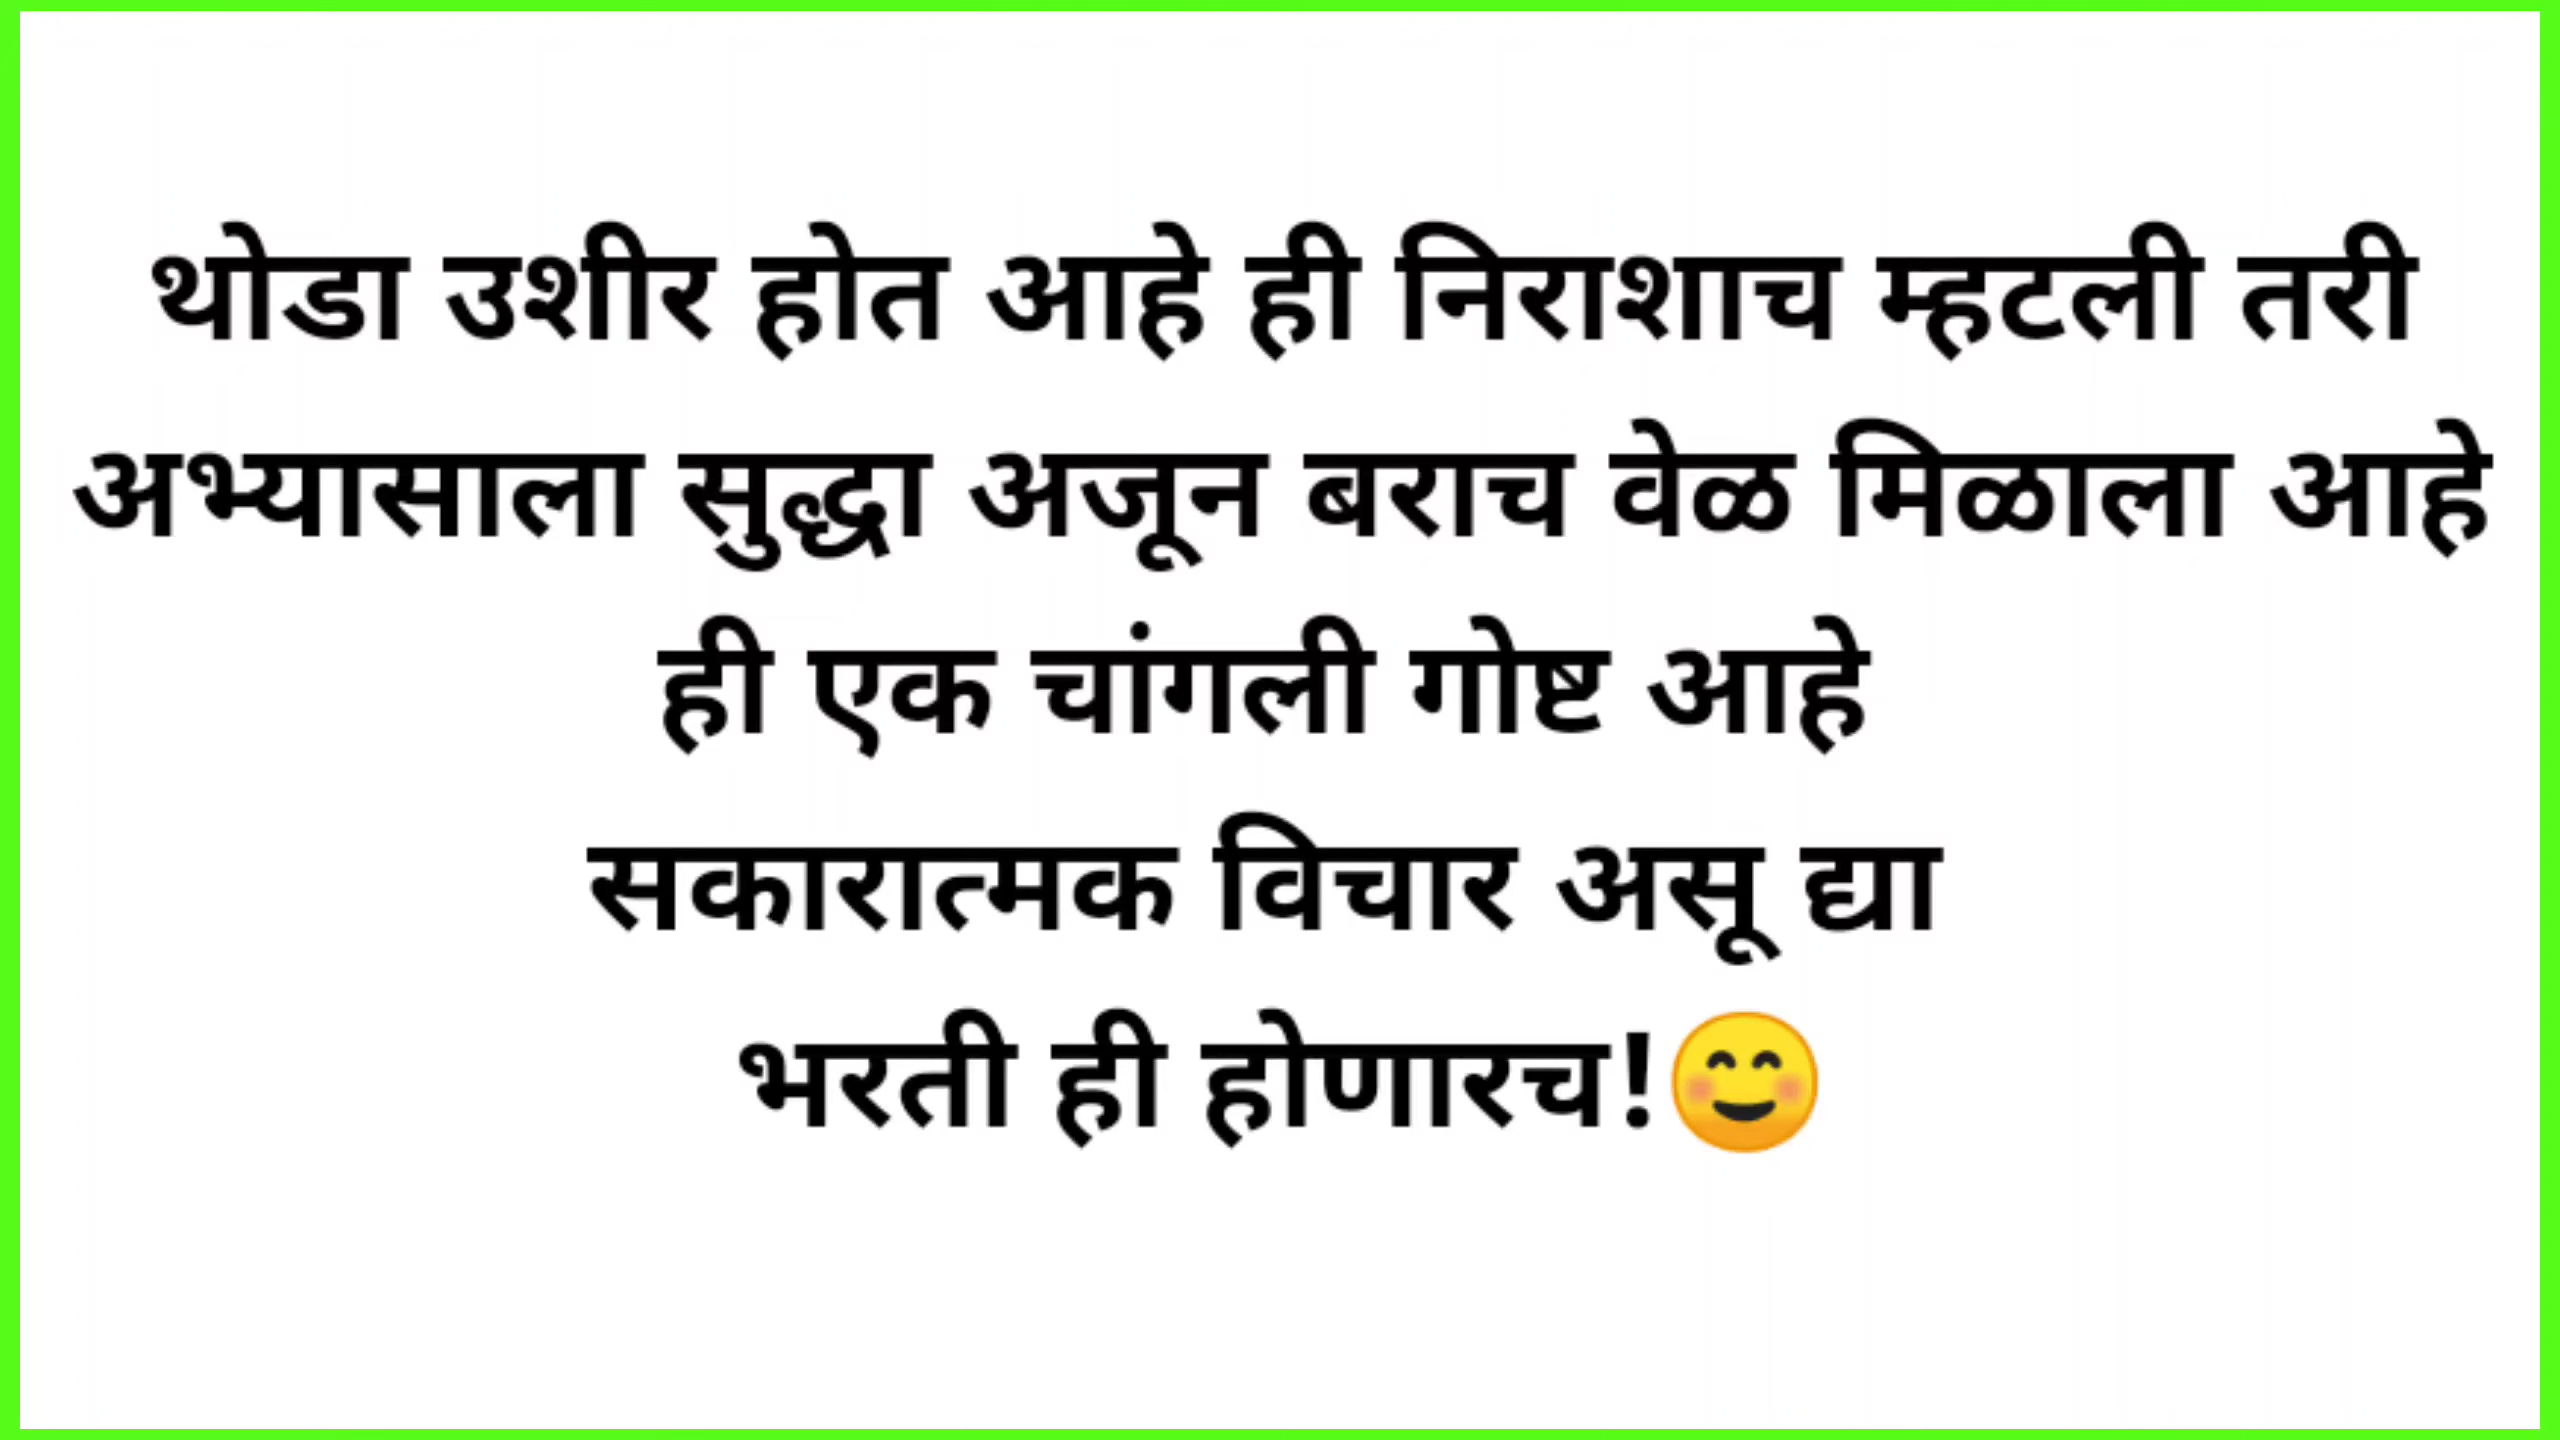 थोडा उशीर होत आहे ही निराशाच म्हटली तरी
अभ्यासाला सुद्धा अजून बराच वेळ मिळाला आहे
ही एक चांगली गोष्ट आहे
सकारात्मक विचार असू द्या
भरती ही होणारच!😊